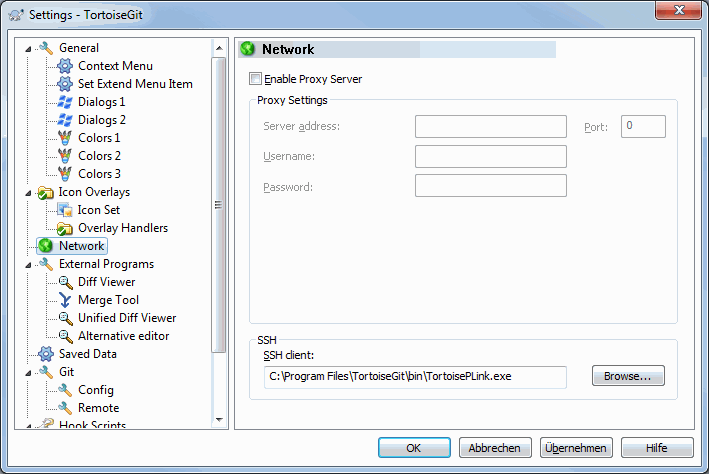 Settings - TortoiseGit
General
Context Menu
Set Extend Menu Item
Dialogs 1
Dialogs 2
Colors 1
Colors 2
Colors 3
Icon Overlays
Icon Set
Overlay Handlers
Network
External Programs
Diff Viewer
Merge Tool
Unified Diff Viewer
Alternative editor
Saved Data
Git
Config
Remote
Hook Scripts
Network
Enable Proxy Server
Proxy Settings
Server address:
Port: 0
Username:
Password:
SSH
SSH client:
C:\Program Files\TortoiseGit\bin\TortoisePLink.exe
Browse...
OK
Abbrechen
Übernehmen
Hilfe